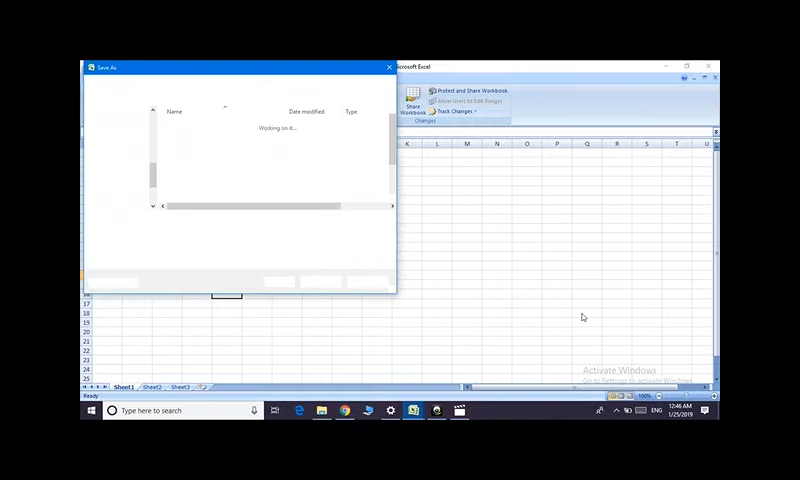 Save As
Microsoft Excel
Name
Date modified
Type
Working on it...
Share
Workbook
Protect and Share Workbook
Allow Users to Edit Ranges
Track Changes
Changes
K L M N O P Q R S T U
16
17
18
19
20
21
22
23
24
25
Sheet1 Sheet2 Sheet3
Ready
100%
Activate Windows
Go to Settings to activate Windows.
Type here to search
ENG
12:46 AM
1/25/2019